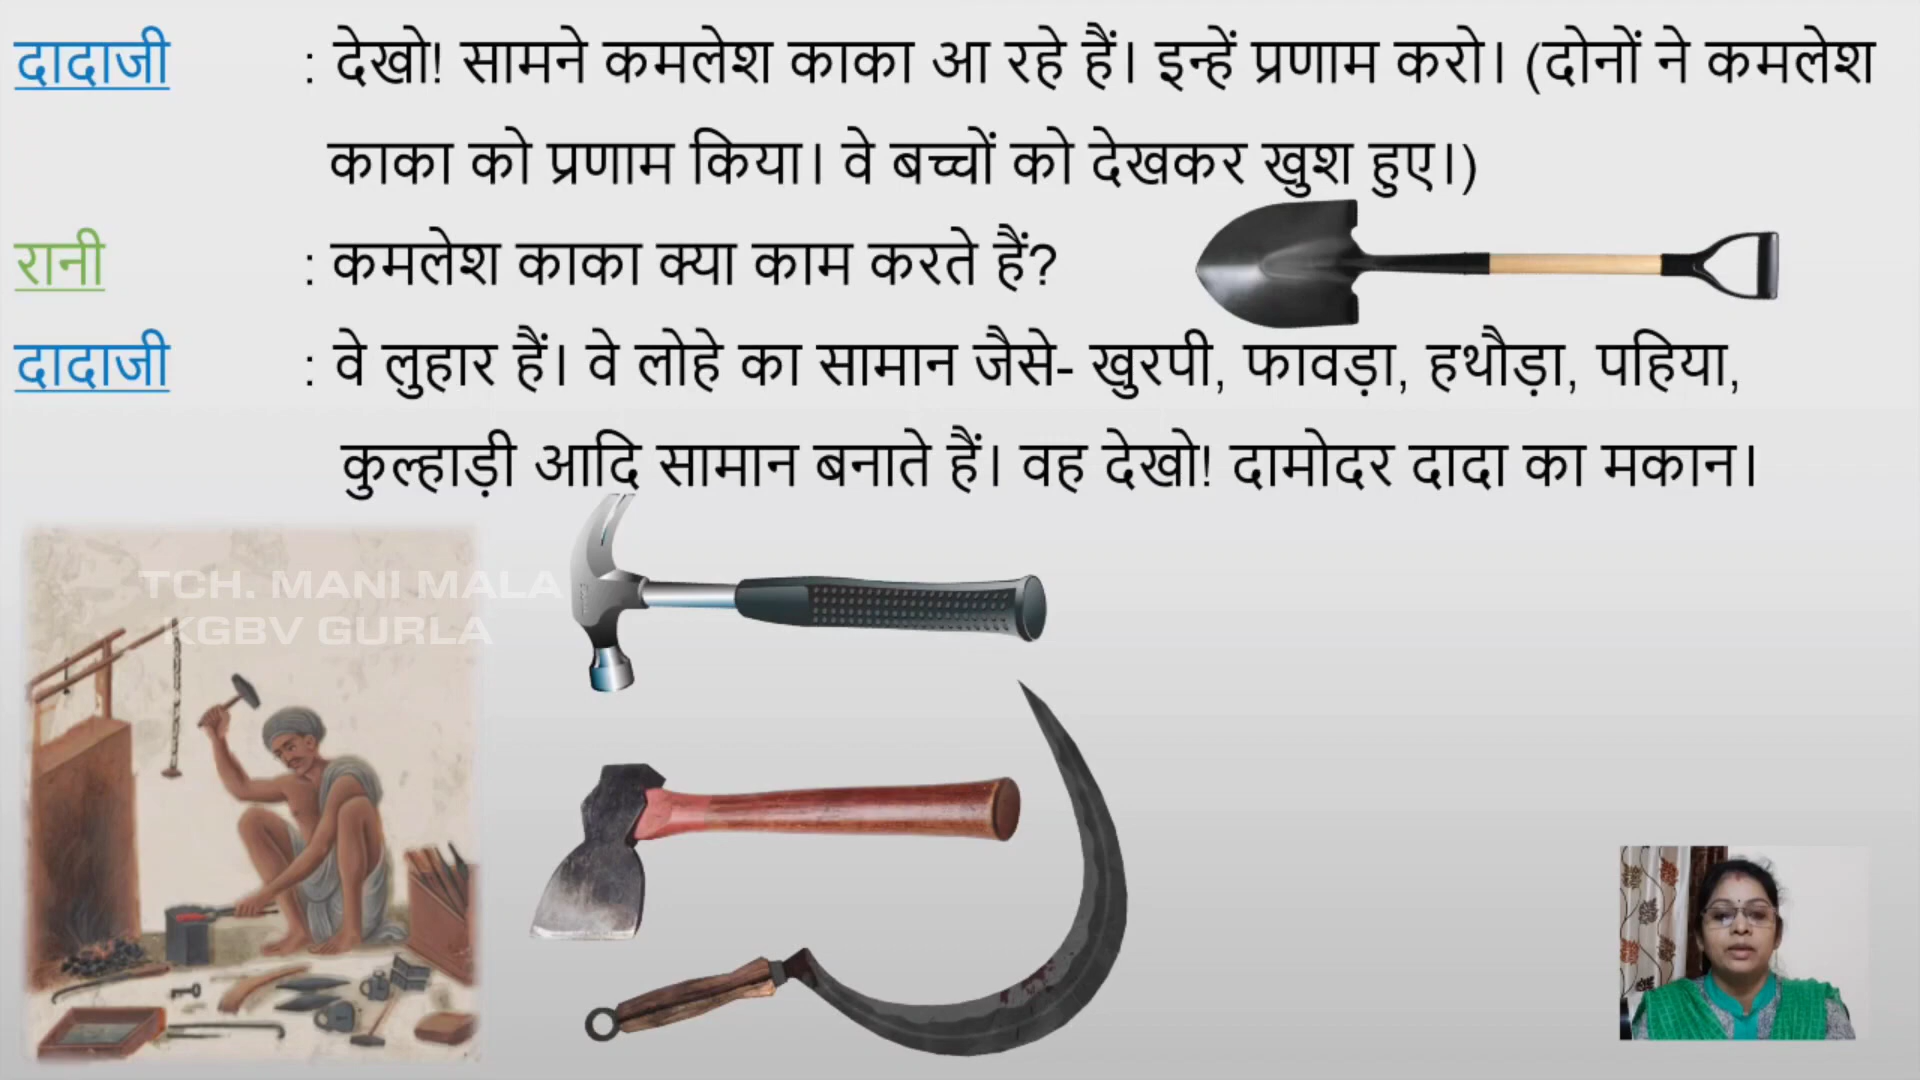 दादाजी : देखो! सामने कमलेश काका आ रहे हैं। इन्हें प्रणाम करो। (दोनों ने कमलेश
काका को प्रणाम किया। वे बच्चों को देखकर खुश हुए।)
रानी : कमलेश काका क्या काम करते हैं?
दादाजी : वे लुहार हैं। वे लोहे का सामान जैसे- खुरपी, फावड़ा, हथौड़ा, पहिया,
कुल्हाड़ी आदि सामान बनाते हैं। वह देखो! दामोदर दादा का मकान।
TCH. MANI MALA
KGBV GURLA